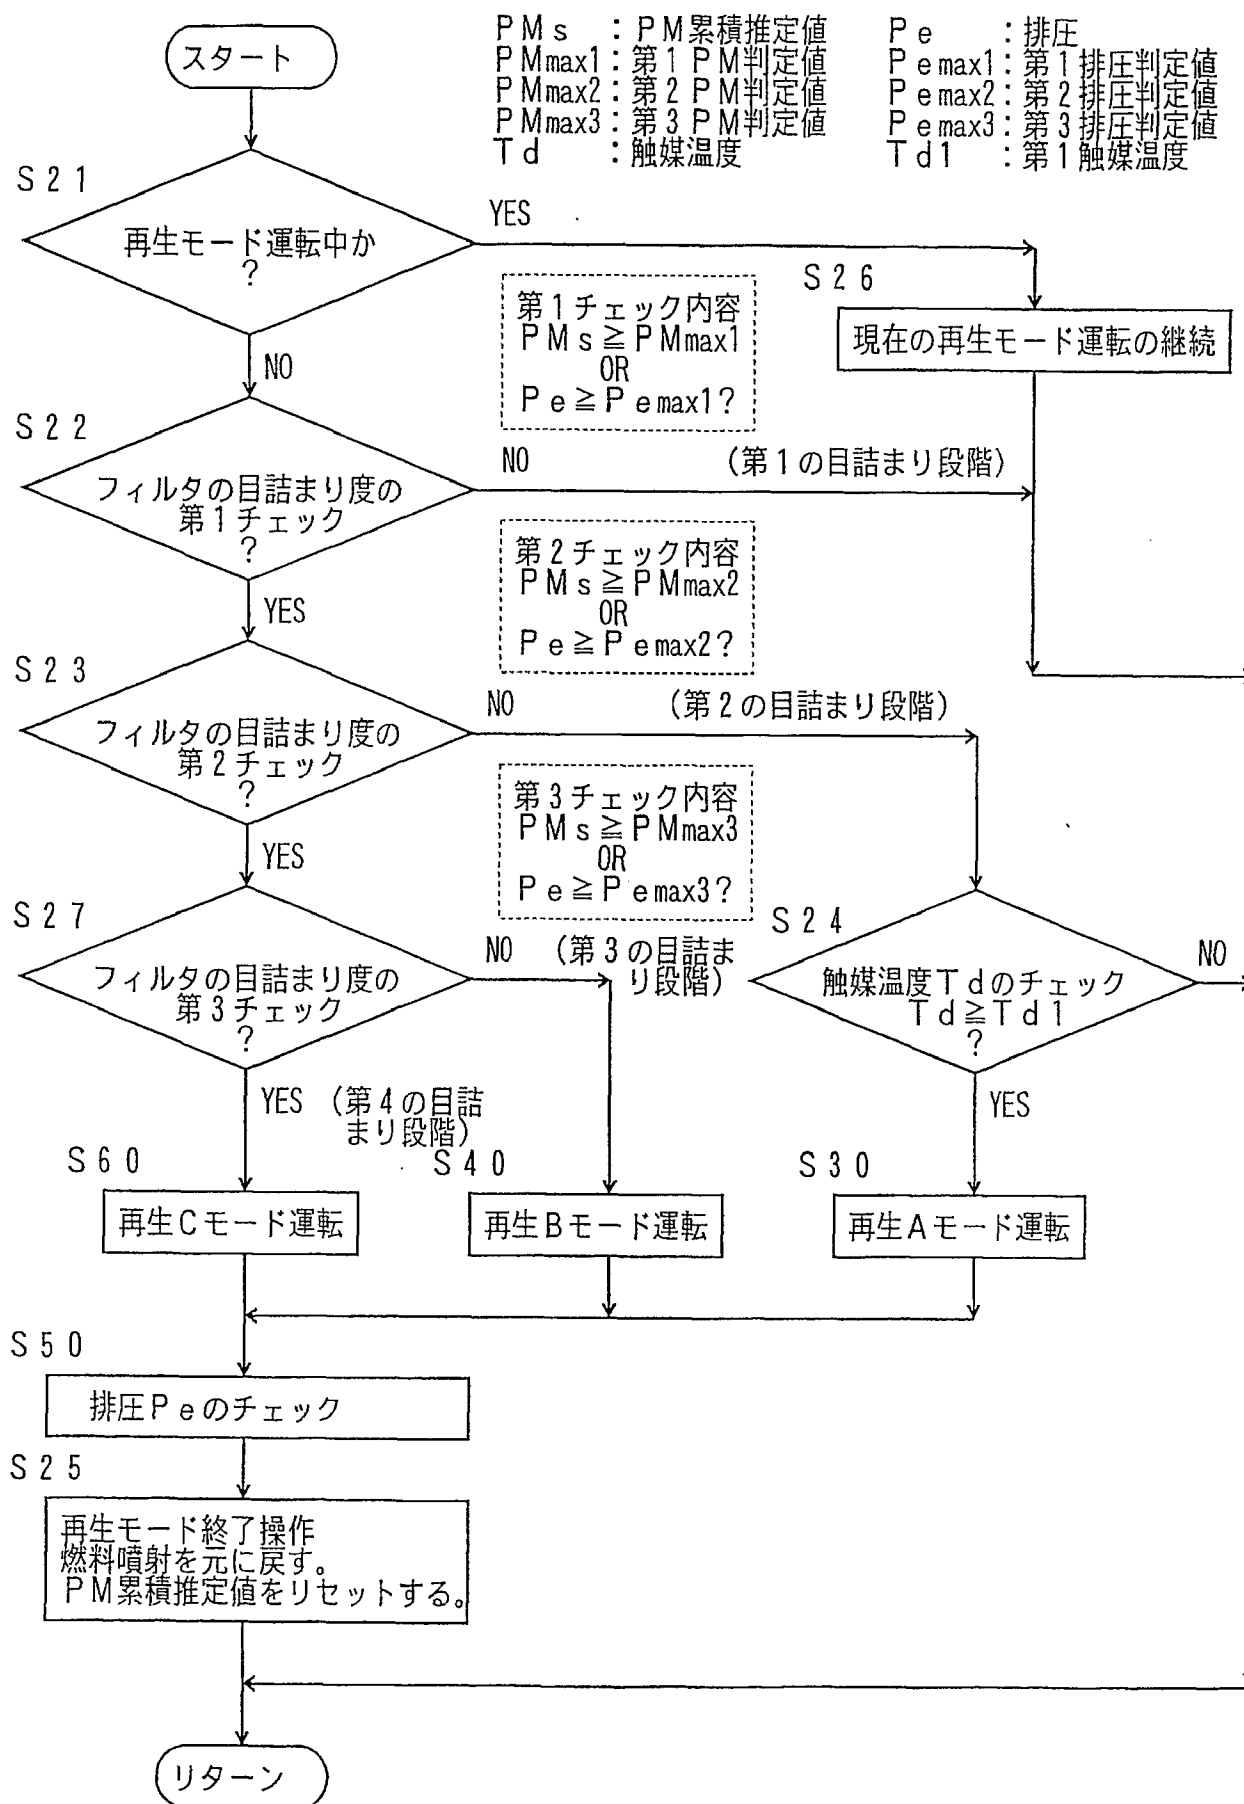 スタート
PMs : PM累積推定値
PMmax1 : 第1PM判定値
PMmax2 : 第2PM判定値
PMmax3 : 第3PM判定値
Td : 触媒温度
Pe : 排圧
Pemax1 : 第1排圧判定値
Pemax2 : 第2排圧判定値
Pemax3 : 第3排圧判定値
Td1 : 第1触媒温度
S21
再生モード運転中か
?
YES
NO
S26
現在の再生モード運転の継続
第1チェック内容
PMs≧PMmax1
OR
Pe≧Pemax1?
S22
フィルタの目詰まり度の
第1チェック
?
NO
(第1の目詰まり段階)
YES
第2チェック内容
PMs≧PMmax2
OR
Pe≧Pemax2?
S23
フィルタの目詰まり度の
第2チェック
?
NO
(第2の目詰まり段階)
YES
第3チェック内容
PMs≧PMmax3
OR
Pe≧Pemax3?
S27
フィルタの目詰まり度の
第3チェック
?
NO
(第3の目詰ま
り段階)
S24
触媒温度Tdのチェック
Td≧Td1
?
NO
YES
YES
(第4の目詰
まり段階)
S60
再生Cモード運転
S40
再生Bモード運転
S30
再生Aモード運転
S50
排圧Peのチェック
S25
再生モード終了操作
燃料噴射を元に戻す。
PM累積推定値をリセットする。
リターン